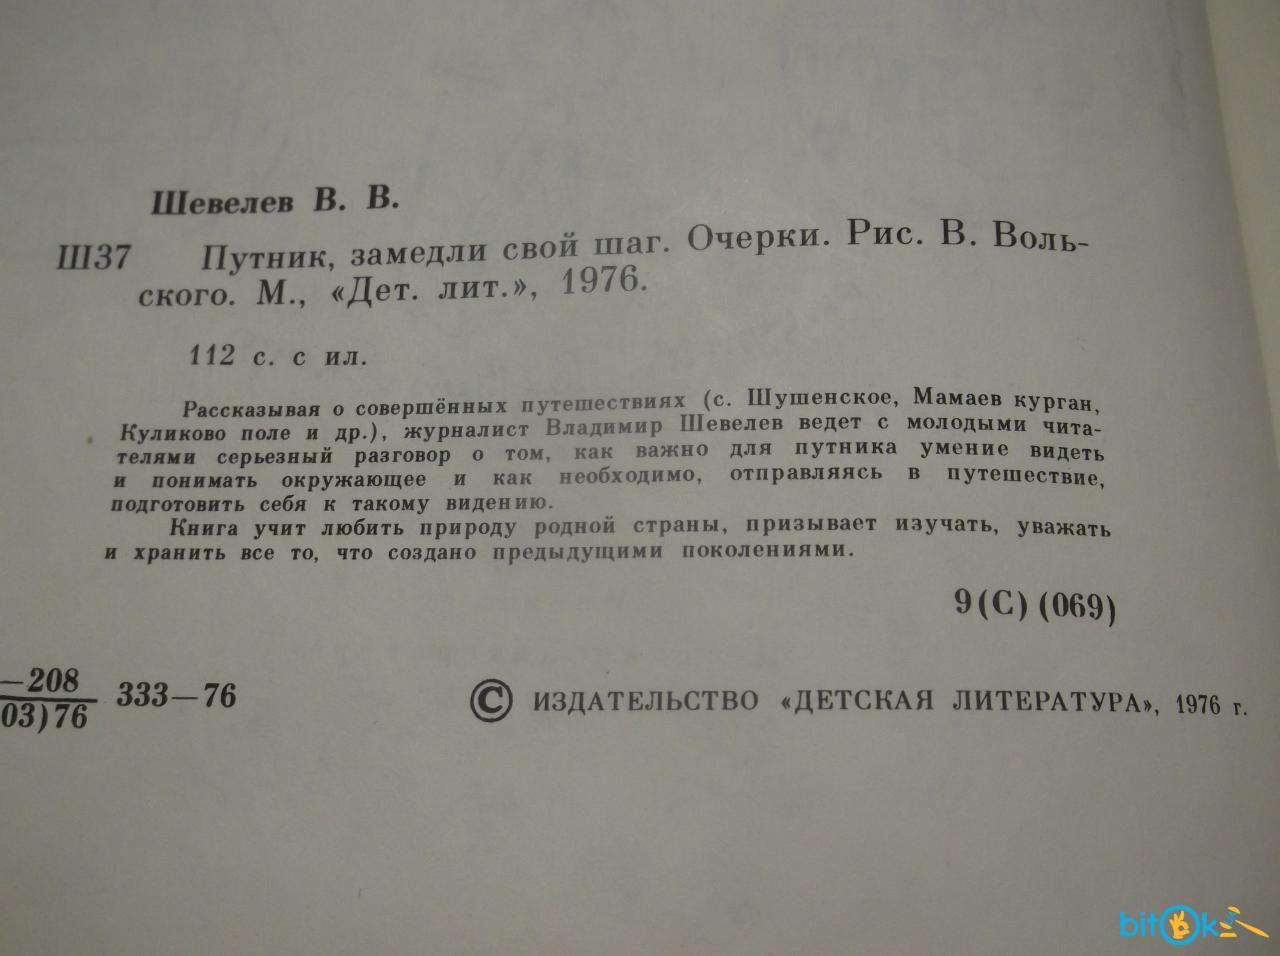 Шевелев В. В.
Ш37 Путник, замедли свой шаг. Очерки. Рис. В. Воль-
ского. М., «Дет. лит.», 1976.
112 с. с ил.
Рассказывая о совершённых путешествиях (с. Шушенское, Мамаев курган,
Куликово поле и др.), журналист Владимир Шевелев ведет с молодыми чита-
телями серьезный разговор о том, как важно для путника умение видеть
и понимать окружающее и как необходимо, отправляясь в путешествие,
подготовить себя к такому видению.
Книга учит любить природу родной страны, призывает изучать, уважать
и хранить все то, что создано предыдущими поколениями.
9(С) (069)
—208
03)76 333—76
© ИЗДАТЕЛЬСТВО «ДЕТСКАЯ ЛИТЕРАТУРА», 1976 г.
bitok